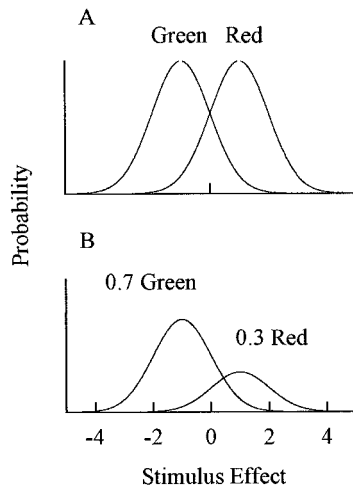 A
Green Red
Probability
B
0.7 Green
0.3 Red
-4 -2 0 2 4
Stimulus Effect